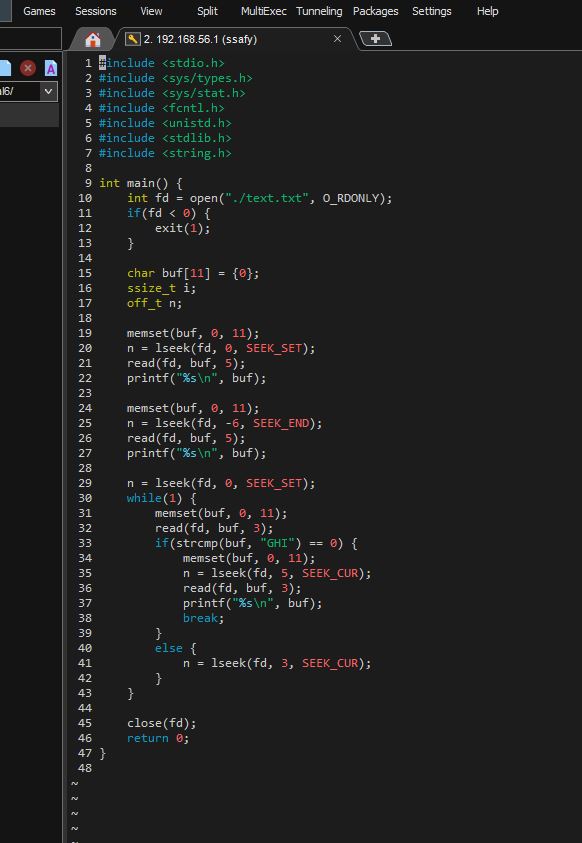 Games Sessions View Split MultiExec Tunneling Packages Settings Help
2. 192.168.56.1 (ssafy)
1 #include <stdio.h>
al6/
2 #include <sys/types.h>
3 #include <sys/stat.h>
4 #include <fcntl.h>
5 #include <unistd.h>
6 #include <stdlib.h>
7 #include <string.h>
8
9 int main() {
10     int fd = open("./text.txt", O_RDONLY);
11     if(fd < 0) {
12         exit(1);
13     }
14
15     char buf[11] = {0};
16     ssize_t i;
17     off_t n;
18
19     memset(buf, 0, 11);
20     n = lseek(fd, 0, SEEK_SET);
21     read(fd, buf, 5);
22     printf("%s\n", buf);
23
24     memset(buf, 0, 11);
25     n = lseek(fd, -6, SEEK_END);
26     read(fd, buf, 5);
27     printf("%s\n", buf);
28
29     n = lseek(fd, 0, SEEK_SET);
30     while(1) {
31         memset(buf, 0, 11);
32         read(fd, buf, 3);
33         if(strcmp(buf, "GHI") == 0) {
34             memset(buf, 0, 11);
35             n = lseek(fd, 5, SEEK_CUR);
36             read(fd, buf, 3);
37             printf("%s\n", buf);
38             break;
39         }
40         else {
41             n = lseek(fd, 3, SEEK_CUR);
42         }
43     }
44
45     close(fd);
46     return 0;
47 }
48
~
~
~
~
~